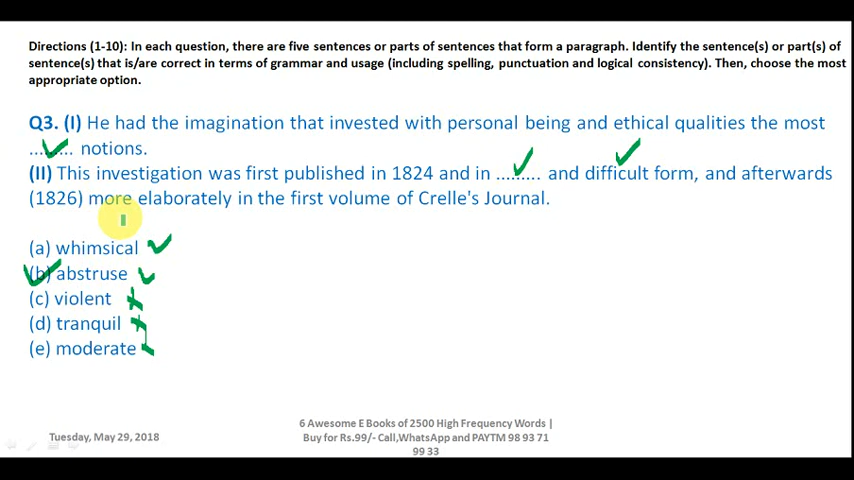 Directions (1-10): In each question, there are five sentences or parts of sentences that form a paragraph. Identify the sentence(s) or part(s) of
sentence(s) that is/are correct in terms of grammar and usage (including spelling, punctuation and logical consistency). Then, choose the most
appropriate option.
Q3. (I) He had the imagination that invested with personal being and ethical qualities the most
......... notions.
(II) This investigation was first published in 1824 and in ......... and difficult form, and afterwards
(1826) more elaborately in the first volume of Crelle's Journal.
(a) whimsical
(b) abstruse
(c) violent
(d) tranquil
(e) moderate
6 Awesome E Books of 2500 High Frequency Words |
Tuesday, May 29, 2018 Buy for Rs.99/- Call,WhatsApp and PAYTM 98 93 71
99 33